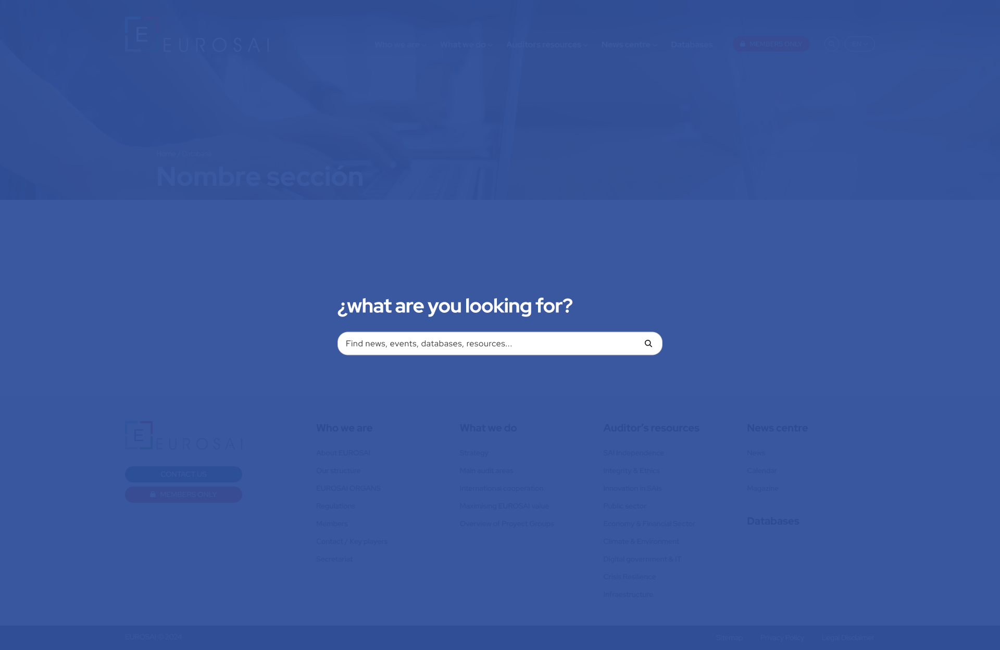 E EUROSAI
Who we are What we do Auditors resources News centre Databases MEMBERS ONLY EN
Home / Database
Nombre sección
¿what are you looking for?
Find news, events, databases, resources...
E EUROSAI
CONTACT US
MEMBERS ONLY
Who we are
About EUROSAI
Our structure
EUROSAI ORGANS
Regulations
Members
Contact / Key players
Secretariat
What we do
Strategy
Main audit areas
International cooperation
Maximising EUROSAI value
Overview of Proyect Groups
Auditor's resources
SAI Independence
Integrity & Ethics
Innovation in SAIs
Public sector
Economy & Financial Sector
Climate & Environment
Digital government & IT
Crisis Resilience
Infraestructure
News centre
News
Calendar
Magazine
Databases
EUROSAI © 2024
Sitemap Privacy Policy Legal Disclaimer